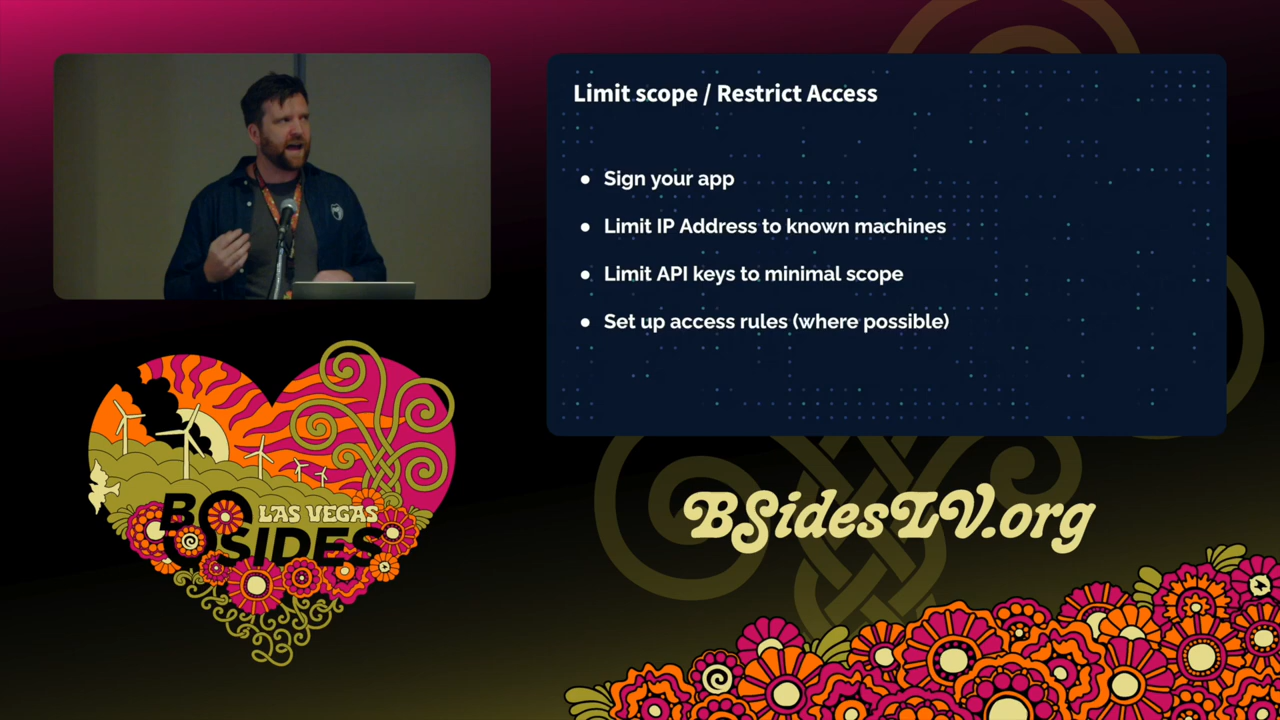 Limit scope / Restrict Access
● Sign your app
● Limit IP Address to known machines
● Limit API keys to minimal scope
● Set up access rules (where possible)
LAS VEGAS
BSIDES
BSidesLV.org